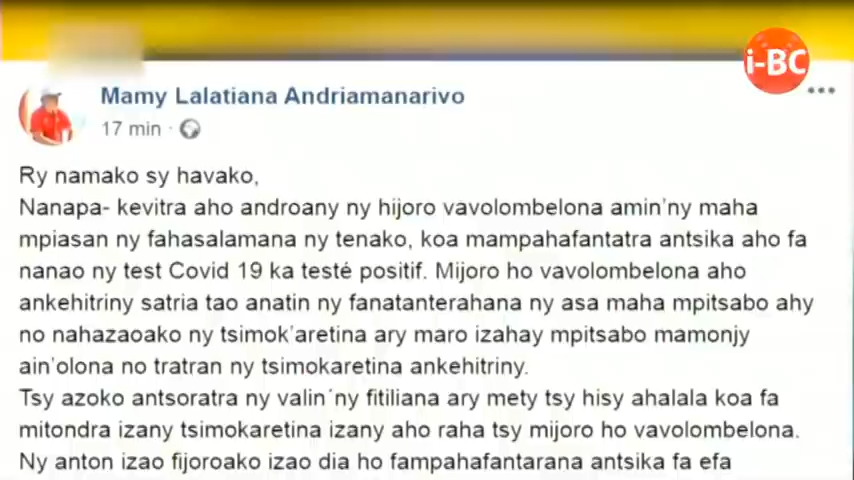 i-BC
Mamy Lalatiana Andriamanarivo
17 min ·
Ry namako sy havako,
Nanapa- kevitra aho androany ny hijoro vavolombelona amin'ny maha
mpiasan ny fahasalamana ny tenako, koa mampahafantatra antsika aho fa
nanao ny test Covid 19 ka testé positif. Mijoro ho vavolombelona aho
ankehitriny satria tao anatin ny fanatanterahana ny asa maha mpitsabo ahy
no nahazaoako ny tsimok'aretina ary maro izahay mpitsabo mamonjy
ain'olona no tratran ny tsimokaretina ankehitriny.
Tsy azoko antsoratra ny valin´ny fitiliana ary mety tsy hisy ahalala koa fa
mitondra izany tsimokaretina izany aho raha tsy mijoro ho vavolombelona.
Ny anton izao fijoroako izao dia ho fampahafantarana antsika fa efa